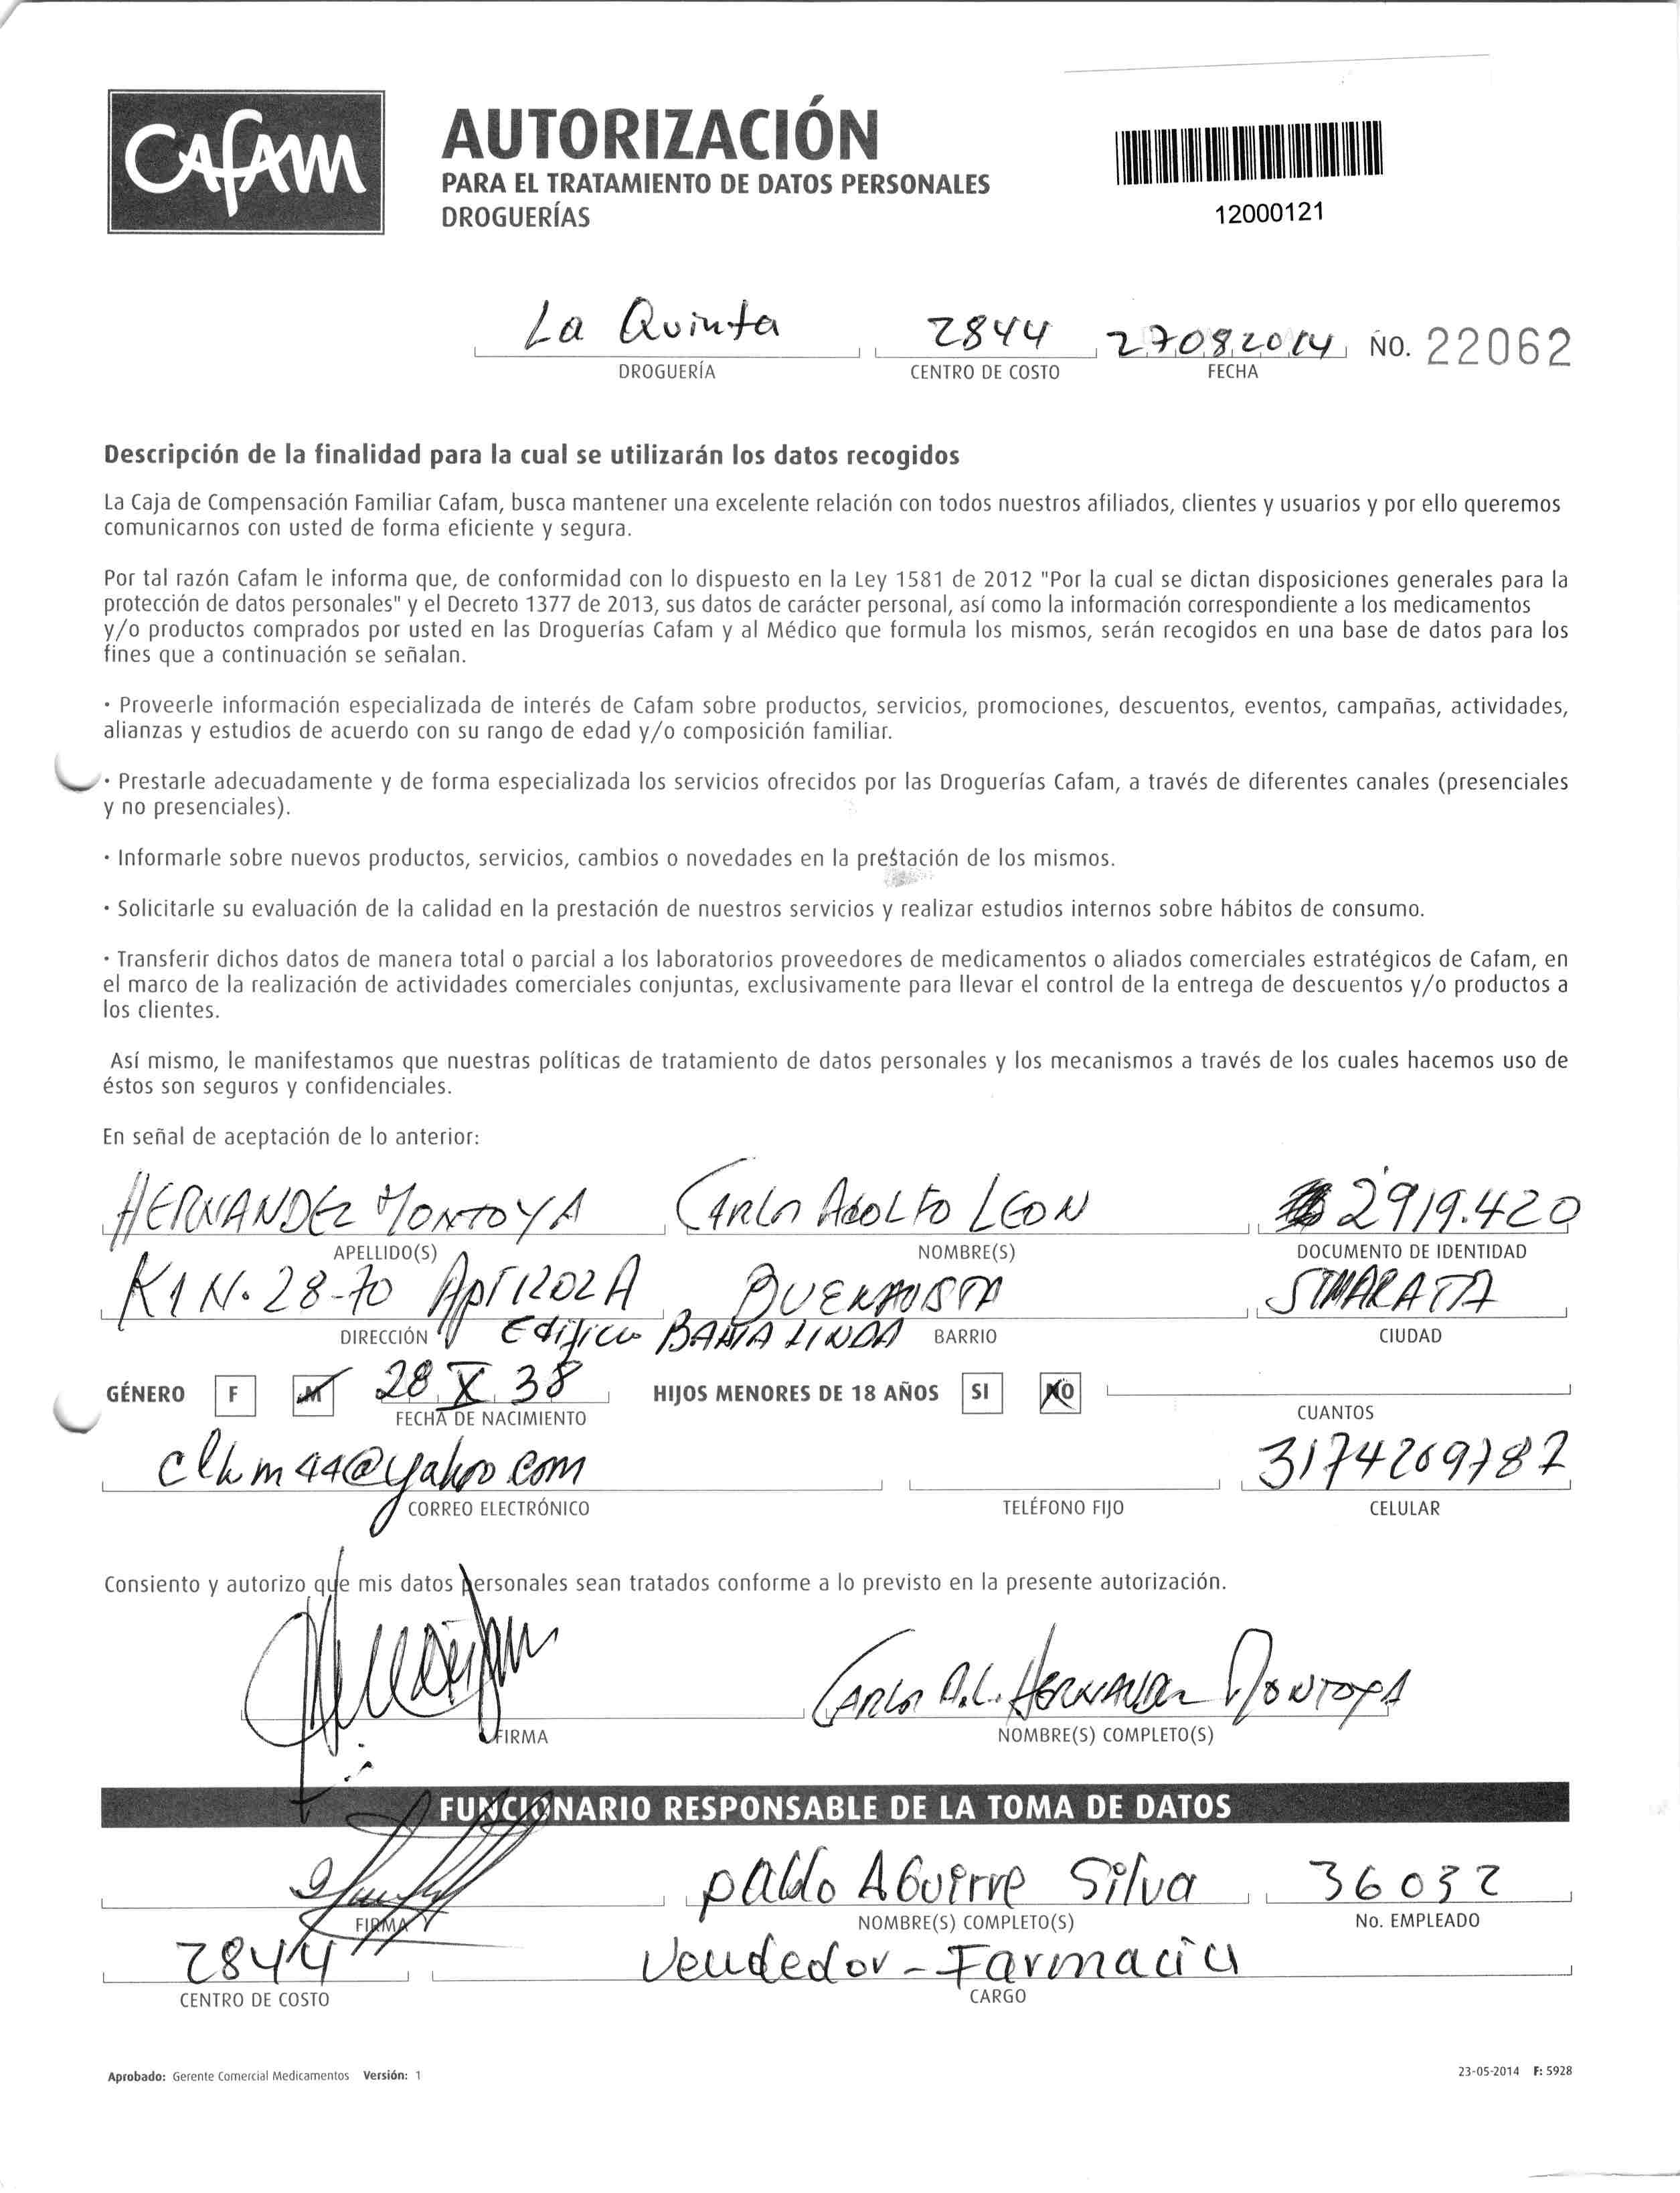 Cafam
AUTORIZACIÓN
PARA EL TRATAMIENTO DE DATOS PERSONALES
DROGUERÍAS
12000121
La Quinta 2844 27082014 NO. 22062
DROGUERÍA CENTRO DE COSTO FECHA
Descripción de la finalidad para la cual se utilizarán los datos recogidos
La Caja de Compensación Familiar Cafam, busca mantener una excelente relación con todos nuestros afiliados, clientes y usuarios y por ello queremos
comunicarnos con usted de forma eficiente y segura.
Por tal razón Cafam le informa que, de conformidad con lo dispuesto en la Ley 1581 de 2012 "Por la cual se dictan disposiciones generales para la
protección de datos personales" y el Decreto 1377 de 2013, sus datos de carácter personal, así como la información correspondiente a los medicamentos
y/o productos comprados por usted en las Droguerías Cafam y al Médico que formula los mismos, serán recogidos en una base de datos para los
fines que a continuación se señalan.
· Proveerle información especializada de interés de Cafam sobre productos, servicios, promociones, descuentos, eventos, campañas, actividades,
alianzas y estudios de acuerdo con su rango de edad y/o composición familiar.
· Prestarle adecuadamente y de forma especializada los servicios ofrecidos por las Droguerías Cafam, a través de diferentes canales (presenciales
y no presenciales).
· Informarle sobre nuevos productos, servicios, cambios o novedades en la prestación de los mismos.
· Solicitarle su evaluación de la calidad en la prestación de nuestros servicios y realizar estudios internos sobre hábitos de consumo.
· Transferir dichos datos de manera total o parcial a los laboratorios proveedores de medicamentos o aliados comerciales estratégicos de Cafam, en
el marco de la realización de actividades comerciales conjuntas, exclusivamente para llevar el control de la entrega de descuentos y/o productos a
los clientes.
Así mismo, le manifestamos que nuestras políticas de tratamiento de datos personales y los mecanismos a través de los cuales hacemos uso de
éstos son seguros y confidenciales.
En señal de aceptación de lo anterior:
HERNANDEZ MONTOYA CARLOS ADOLFO LEON 2919.420
APELLIDO(S) NOMBRE(S) DOCUMENTO DE IDENTIDAD
K1 N. 28-70 APT 1202A BUENAVISTA STMARATA
DIRECCIÓN Edificio BAHIA LINDA BARRIO CIUDAD
GÉNERO F M 28 X 38 HIJOS MENORES DE 18 AÑOS SI NO
FECHA DE NACIMIENTO CUANTOS
clhm44@yahoo.com 3174269787
CORREO ELECTRÓNICO TELÉFONO FIJO CELULAR
Consiento y autorizo que mis datos personales sean tratados conforme a lo previsto en la presente autorización.
CARLOS A.L. HERNANDEZ MONTOYA
FIRMA NOMBRE(S) COMPLETO(S)
FUNCIONARIO RESPONSABLE DE LA TOMA DE DATOS
pablo AGuirre Silva 36032
FIRMA NOMBRE(S) COMPLETO(S) No. EMPLEADO
2844 Vendedor - Farmacia
CENTRO DE COSTO CARGO
Aprobado: Gerente Comercial Medicamentos Versión: 1 23-05-2014 F: 5928